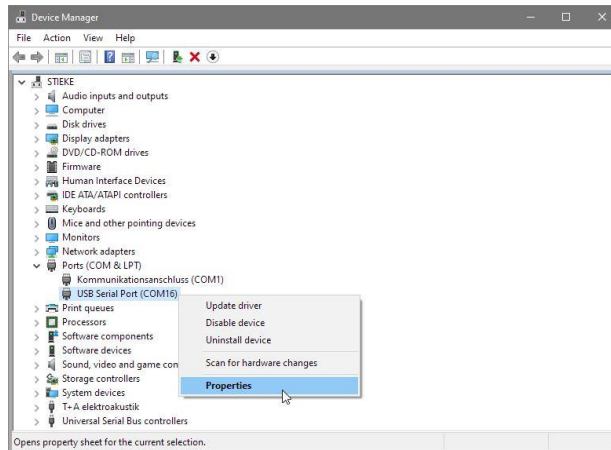 Device Manager
File Action View Help
STIEKE
Audio inputs and outputs
Computer
Disk drives
Display adapters
DVD/CD-ROM drives
Firmware
Human Interface Devices
IDE ATA/ATAPI controllers
Keyboards
Mice and other pointing devices
Monitors
Network adapters
Ports (COM & LPT)
Kommunikationsanschluss (COM1)
USB Serial Port (COM16)
Print queues
Processors
Software components
Software devices
Sound, video and game con
Storage controllers
System devices
T+A elektroakustik
Universal Serial Bus controllers
Update driver
Disable device
Uninstall device
Scan for hardware changes
Properties
Opens property sheet for the current selection.